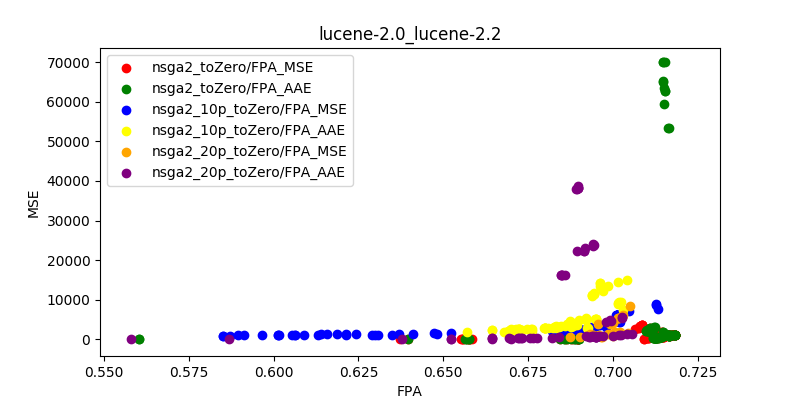 lucene-2.0_lucene-2.2
70000
60000
50000
40000
30000
20000
10000
0
MSE
nsga2_toZero/FPA_MSE
nsga2_toZero/FPA_AAE
nsga2_10p_toZero/FPA_MSE
nsga2_10p_toZero/FPA_AAE
nsga2_20p_toZero/FPA_MSE
nsga2_20p_toZero/FPA_AAE
0.550 0.575 0.600 0.625 0.650 0.675 0.700 0.725
FPA